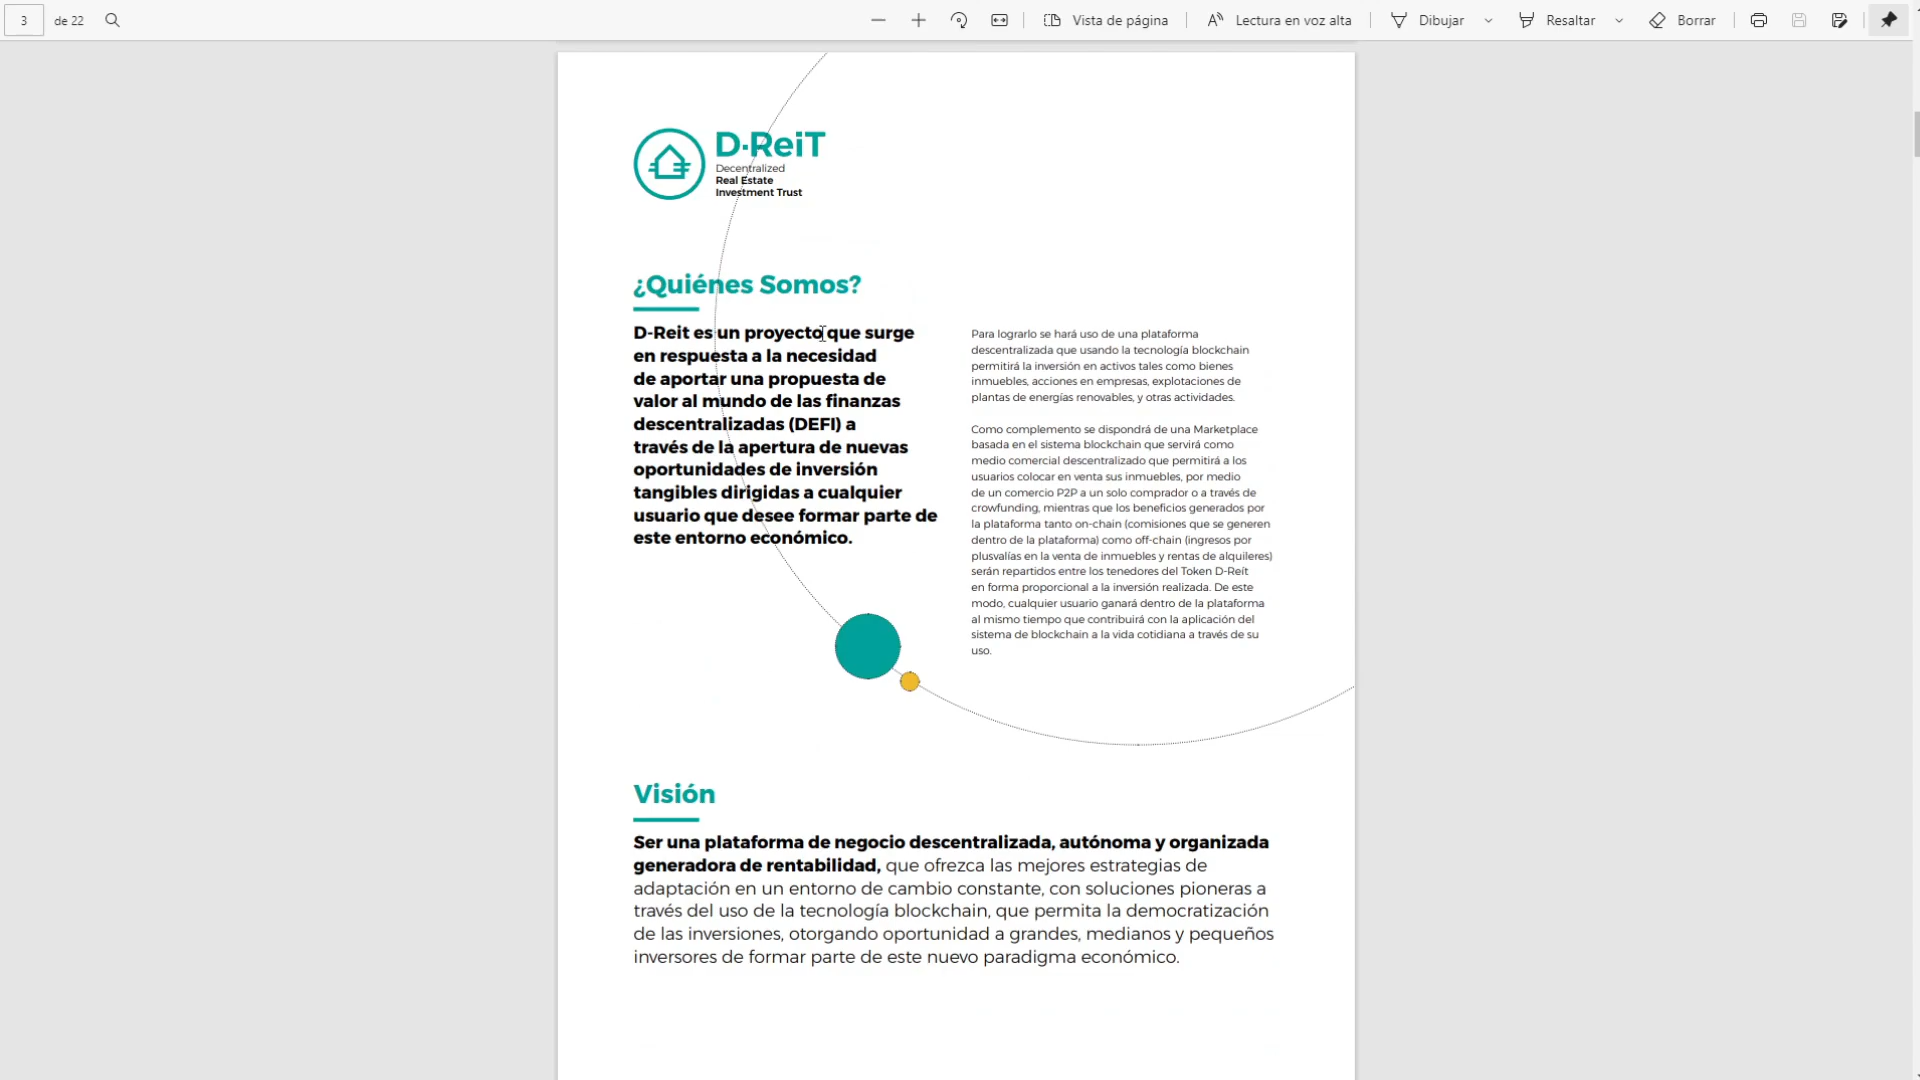 3
de 22
Vista de página
Lectura en voz alta
Dibujar
Resaltar
Borrar
D·ReiT
Decentralized
Real Estate
Investment Trust
¿Quiénes Somos?
D-Reit es un proyecto que surge
en respuesta a la necesidad
de aportar una propuesta de
valor al mundo de las finanzas
descentralizadas (DEFI) a
través de la apertura de nuevas
oportunidades de inversión
tangibles dirigidas a cualquier
usuario que desee formar parte de
este entorno económico.
Para lograrlo se hará uso de una plataforma
descentralizada que usando la tecnología blockchain
permitirá la inversión en activos tales como bienes
inmuebles, acciones en empresas, explotaciones de
plantas de energías renovables, y otras actividades.
Como complemento se dispondrá de una Marketplace
basada en el sistema blockchain que servirá como
medio comercial descentralizado que permitirá a los
usuarios colocar en venta sus inmuebles, por medio
de un comercio P2P a un solo comprador o a través de
crowfunding, mientras que los beneficios generados por
la plataforma tanto on-chain (comisiones que se generen
dentro de la plataforma) como off-chain (ingresos por
plusvalías en la venta de inmuebles y rentas de alquileres)
serán repartidos entre los tenedores del Token D-Reit
en forma proporcional a la inversión realizada. De este
modo, cualquier usuario ganará dentro de la plataforma
al mismo tiempo que contribuirá con la aplicación del
sistema de blockchain a la vida cotidiana a través de su
uso.
Visión
Ser una plataforma de negocio descentralizada, autónoma y organizada
generadora de rentabilidad, que ofrezca las mejores estrategias de
adaptación en un entorno de cambio constante, con soluciones pioneras a
través del uso de la tecnología blockchain, que permita la democratización
de las inversiones, otorgando oportunidad a grandes, medianos y pequeños
inversores de formar parte de este nuevo paradigma económico.